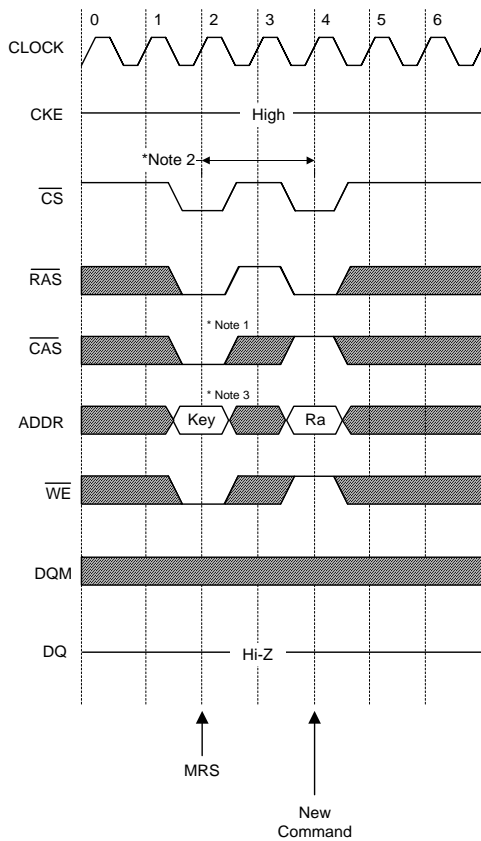 0 1 2 3 4 5 6
CLOCK
CKE
High
*Note 2
CS
RAS
* Note 1
CAS
* Note 3
ADDR
Key
Ra
WE
DQM
DQ
Hi-Z
MRS
New
Command